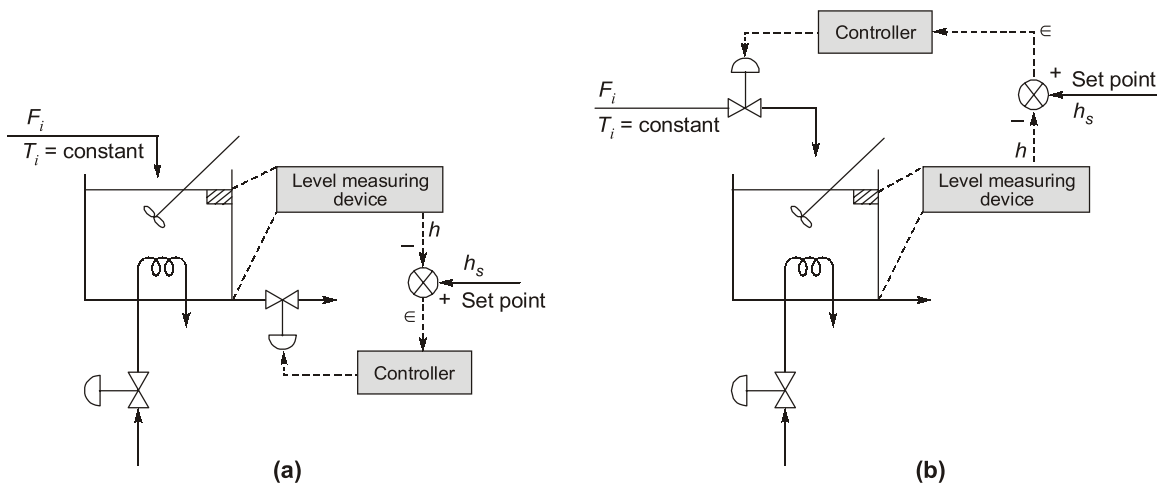 F_i
T_i = constant
Level measuring
device
h
−
h_s
+ Set point
∈
Controller
(a)
Controller
∈
+ Set point
F_i
T_i = constant
−
h_s
h
Level measuring
device
(b)